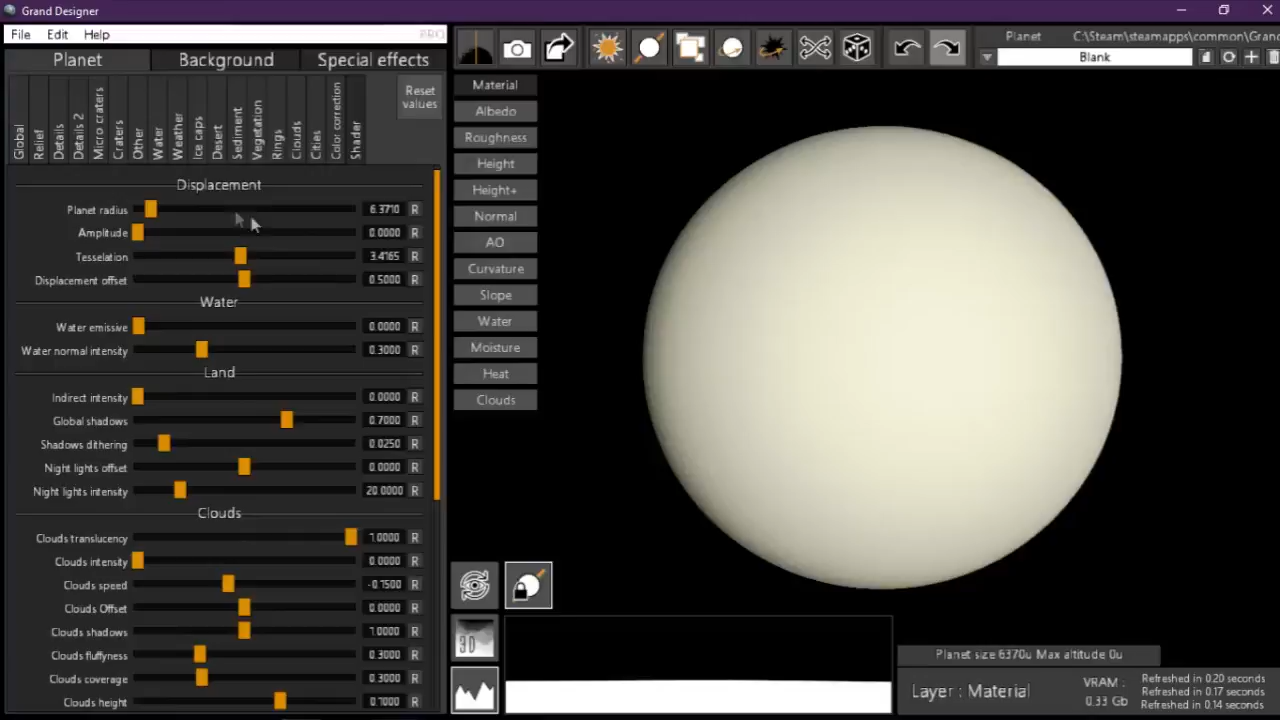 Grand Designer
File Edit Help PRO
Planet Background Special effects
Global
Relief
Details
Details 2
Micro craters
Craters
Other
Water
Weather
Ice caps
Desert
Sediment
Vegetation
Rings
Clouds
Cities
Color correction
Shader
Reset
values
Displacement
Planet radius 6.3710 R
Amplitude 0.0000 R
Tesselation 3.4165 R
Displacement offset 0.5000 R
Water
Water emissive 0.0000 R
Water normal intensity 0.3000 R
Land
Indirect intensity 0.0000 R
Global shadows 0.7000 R
Shadows dithering 0.0250 R
Night lights offset 0.0000 R
Night lights intensity 20.0000 R
Clouds
Clouds translucency 1.0000 R
Clouds intensity 0.0000 R
Clouds speed -0.1500 R
Clouds Offset 0.0000 R
Clouds shadows 1.0000 R
Clouds fluffyness 0.3000 R
Clouds coverage 0.3000 R
Clouds height 0.7000 R
Planet C:\Steam\steamapps\common\Grand
Blank
Material
Albedo
Roughness
Height
Height+
Normal
AO
Curvature
Slope
Water
Moisture
Heat
Clouds
3D
Planet size 6370u Max altitude 0u
Layer : Material
VRAM :
0.33 Gb
Refreshed in 0.20 seconds
Refreshed in 0.17 seconds
Refreshed in 0.14 seconds